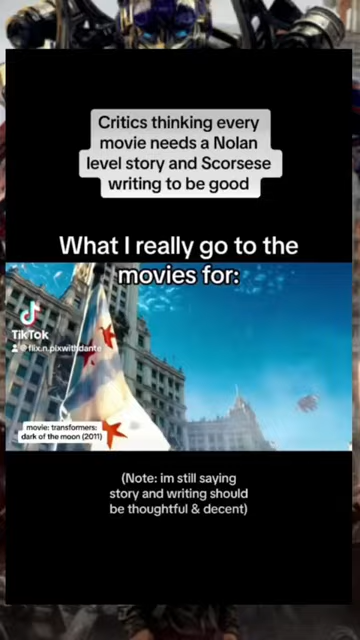 Critics thinking every
movie needs a Nolan
level story and Scorsese
writing to be good
What I really go to the
movies for:
TikTok
@flix.n.pixwithdante
movie: transformers:
dark of the moon (2011)
(Note: im still saying
story and writing should
be thoughtful & decent)